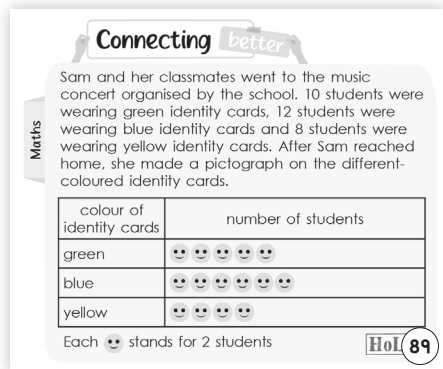 Connecting better
Maths
Sam and her classmates went to the music
concert organised by the school. 10 students were
wearing green identity cards, 12 students were
wearing blue identity cards and 8 students were
wearing yellow identity cards. After Sam reached
home, she made a pictograph on the different-
coloured identity cards.
colour of
identity cards
number of students
green
blue
yellow
Each stands for 2 students
89